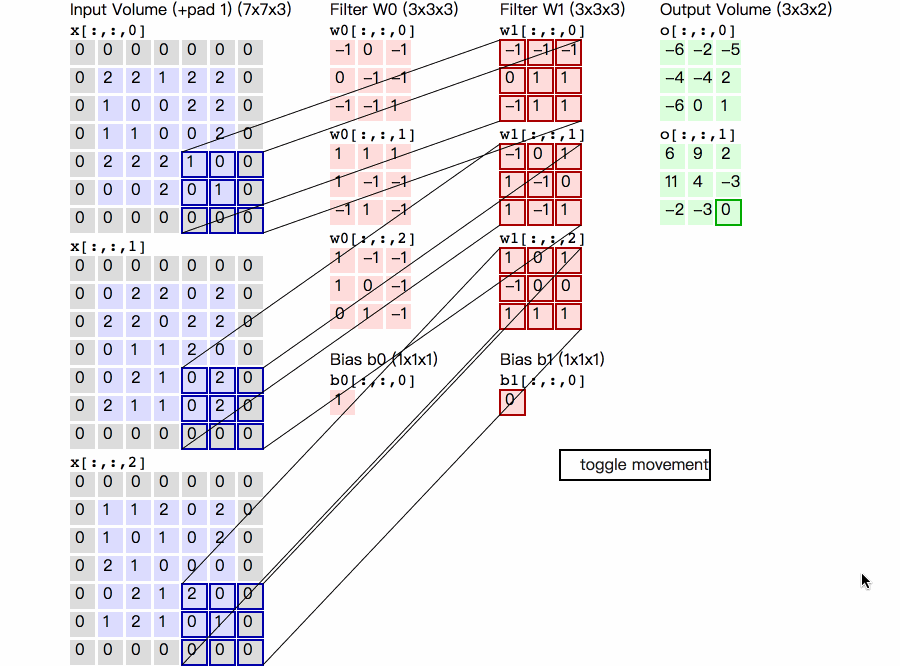 Input Volume (+pad 1) (7x7x3)
x[:,:,0]
0 0 0 0 0 0 0
0 2 2 1 2 2 0
0 1 0 0 2 2 0
0 1 1 0 0 2 0
0 2 2 2 1 0 0
0 0 0 2 0 1 0
0 0 0 0 0 0 0
x[:,:,1]
0 0 0 0 0 0 0
0 0 2 2 0 2 0
0 2 2 0 2 2 0
0 0 1 1 2 0 0
0 0 2 1 0 2 0
0 2 1 1 0 2 0
0 0 0 0 0 0 0
x[:,:,2]
0 0 0 0 0 0 0
0 1 1 2 0 2 0
0 1 0 1 0 2 0
0 2 1 0 0 0 0
0 0 2 1 2 0 0
0 1 2 1 0 1 0
0 0 0 0 0 0 0
Filter W0 (3x3x3)
w0[:,:,0]
−1 0 −1
0 −1 −1
−1 −1 1
w0[:,:,1]
1 1 1
1 −1 −1
−1 1 −1
w0[:,:,2]
1 −1 −1
1 0 −1
0 1 −1
Bias b0 (1x1x1)
b0[:,:,0]
1
Filter W1 (3x3x3)
w1[:,:,0]
−1 −1 −1
0 1 1
−1 1 1
w1[:,:,1]
−1 0 1
1 −1 0
1 −1 1
w1[:,:,2]
1 0 1
−1 0 0
1 1 1
Bias b1 (1x1x1)
b1[:,:,0]
0
Output Volume (3x3x2)
o[:,:,0]
−6 −2 −5
−4 −4 2
−6 0 1
o[:,:,1]
6 9 2
11 4 −3
−2 −3 0
toggle movement